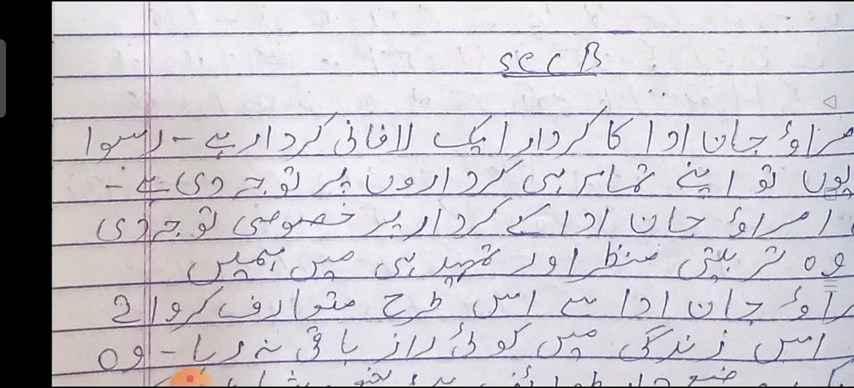 sec B
مراؤ جان ادا کا کردار ایک لافانی کردار ہے - رسوا
یوں تو اپنے تمام ہی کرداروں پر توجہ دی ہے -
امراؤ جان ادا کے کردار پر خصوصی توجہ دی
وہ تربیتی منظر اور تمہید ہی میں ہمیں
راؤ جان ادا سے اس طرح متعارف کرواتے
اس زندگی میں کوئی راز باقی نہ رہا - وہ